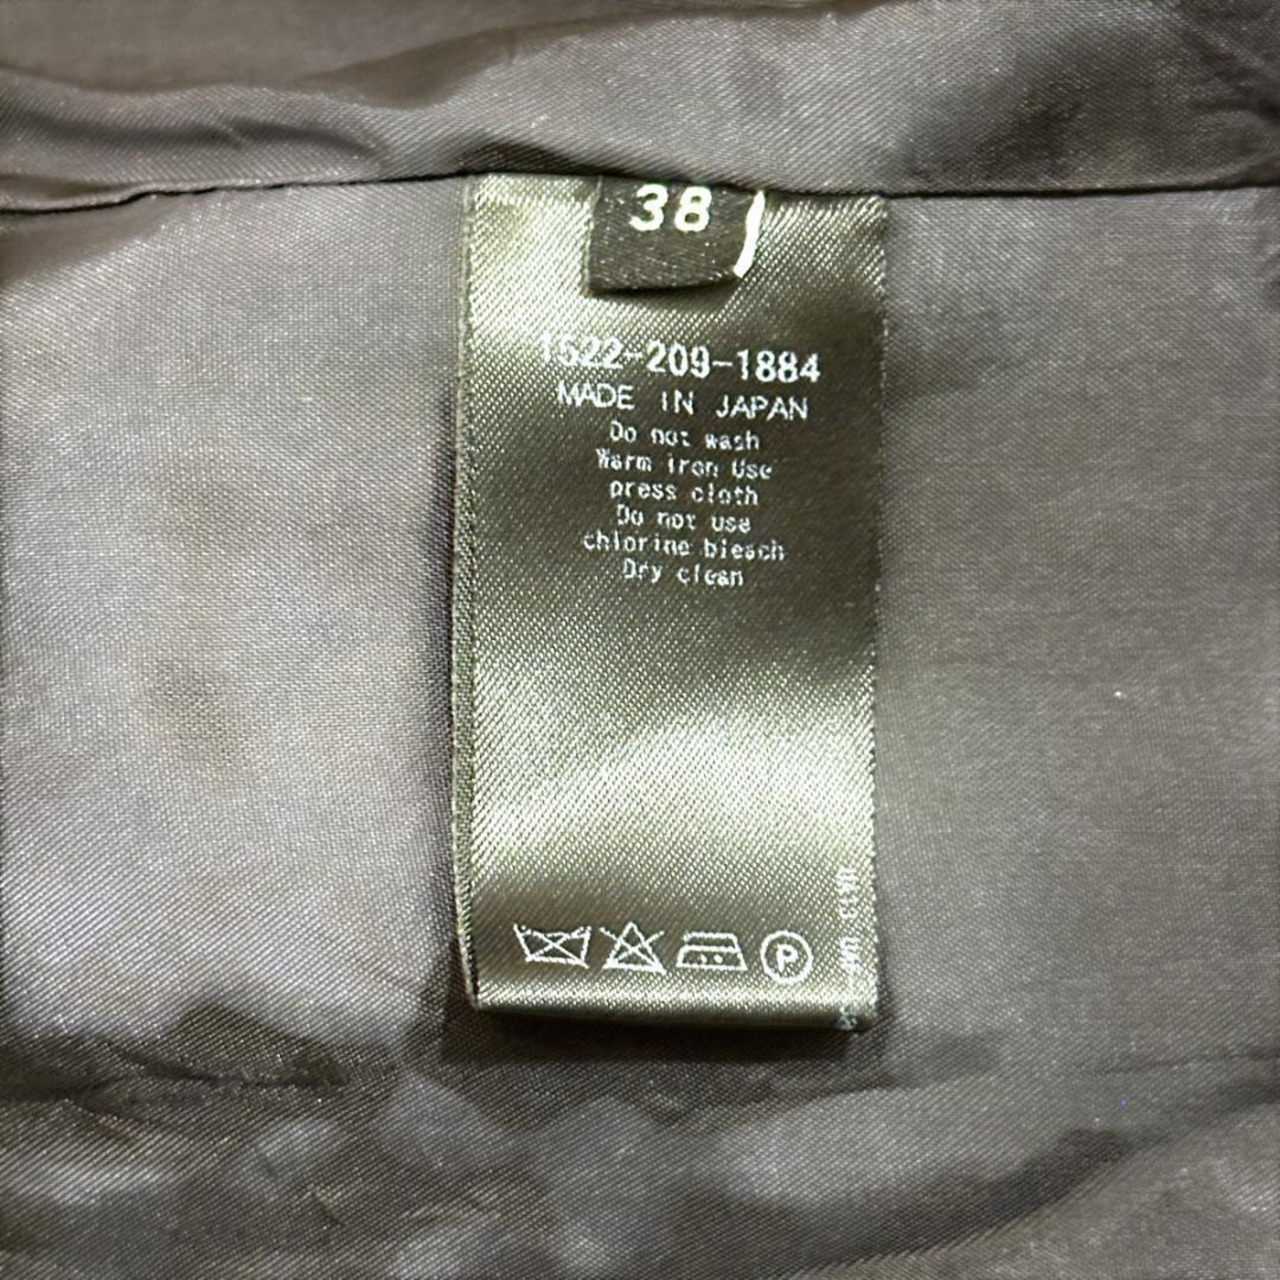 38
1522-209-1884
MADE IN JAPAN
Do not wash
Warm iron Use
press cloth
Do not use
chlorine bleach
Dry clean
P